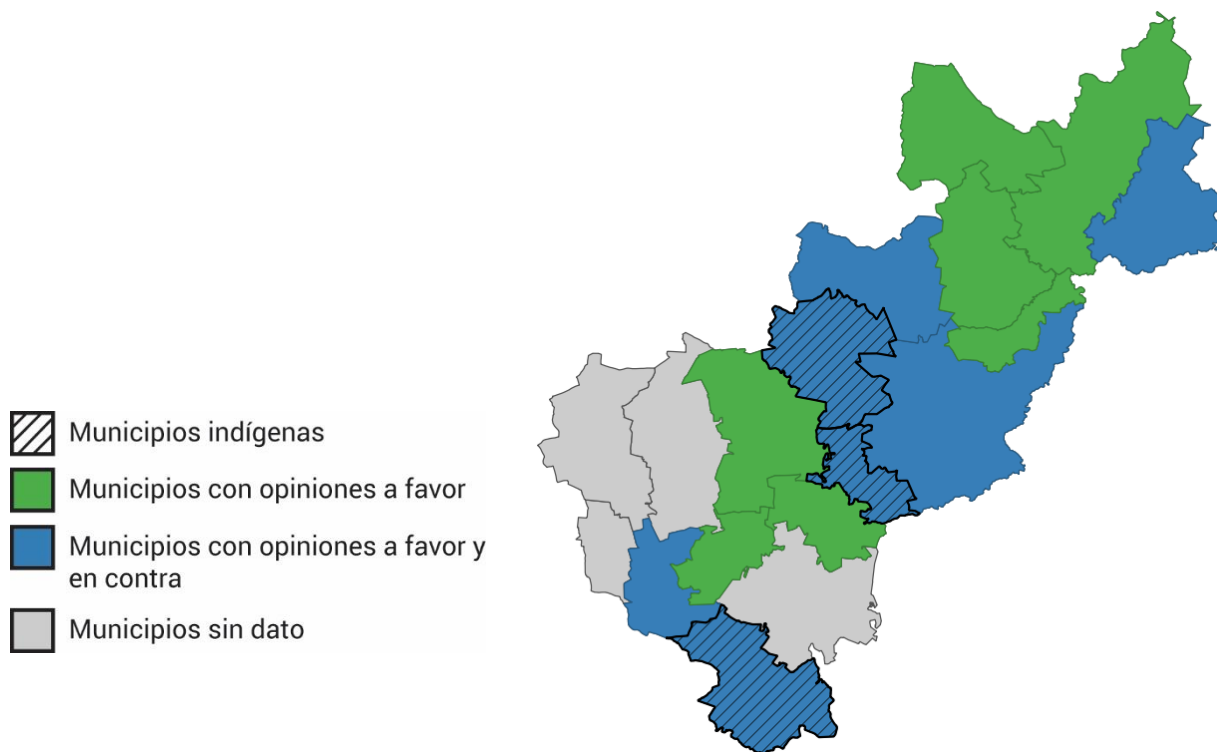 Municipios indígenas
Municipios con opiniones a favor
Municipios con opiniones a favor y
en contra
Municipios sin dato